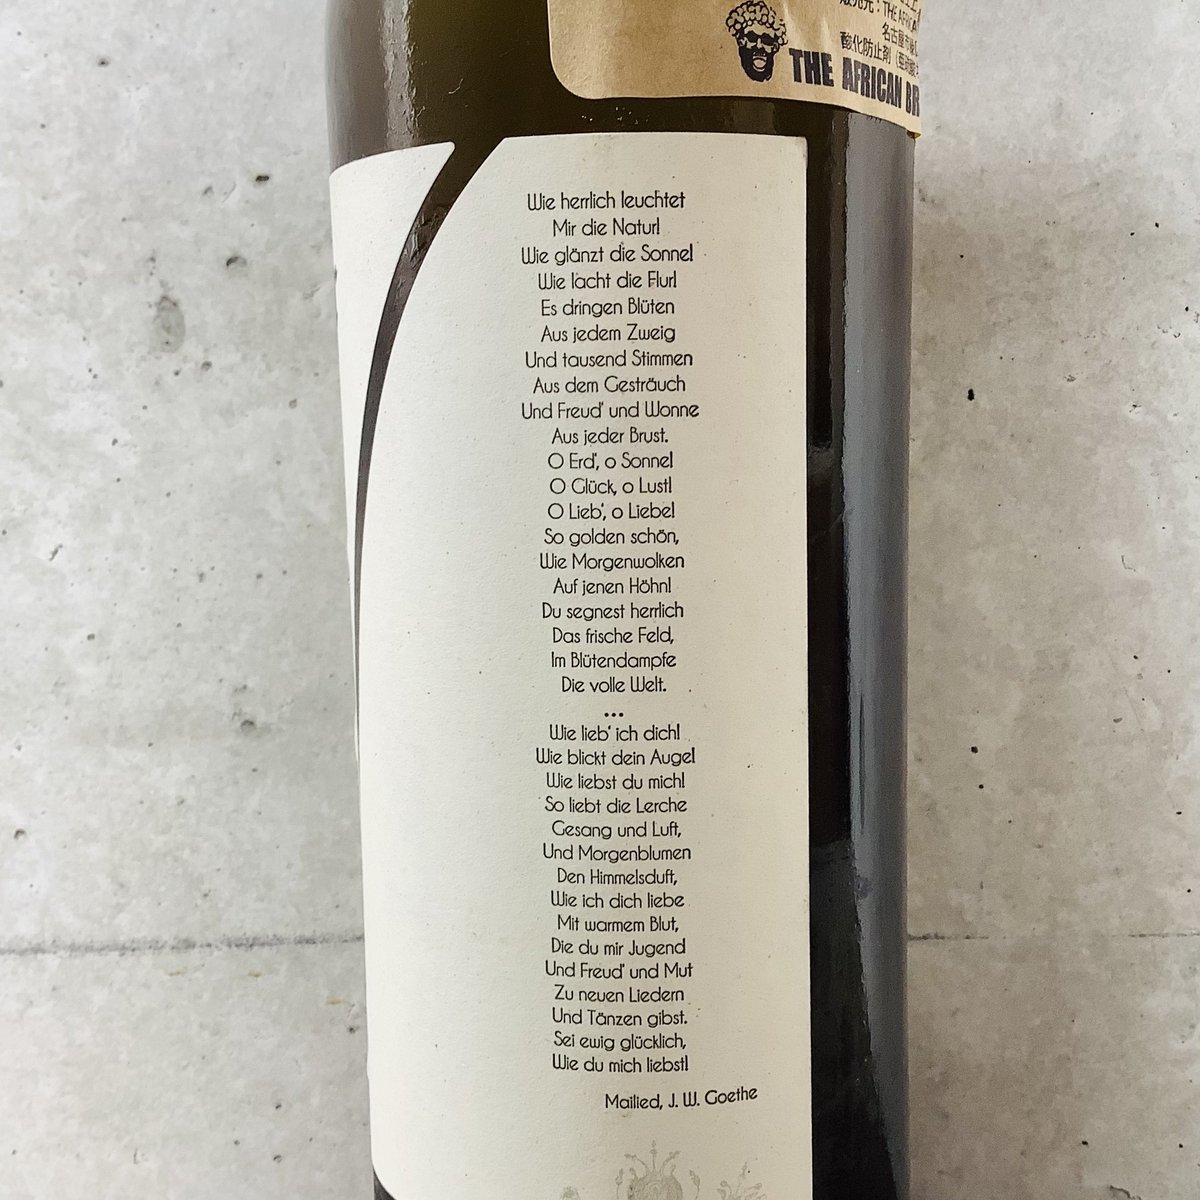 THE AFRICAN BR
酸化防止剤
Wie herrlich leuchtet
Mir die Natur!
Wie glänzt die Sonne!
Wie lacht die Flur!
Es dringen Blüten
Aus jedem Zweig
Und tausend Stimmen
Aus dem Gesträuch
Und Freud' und Wonne
Aus jeder Brust.
O Erd', o Sonne!
O Glück, o Lust!
O Lieb', o Liebe!
So golden schön,
Wie Morgenwolken
Auf jenen Höhn!
Du segnest herrlich
Das frische Feld,
Im Blütendampfe
Die volle Welt.
...
Wie lieb' ich dich!
Wie blickt dein Auge!
Wie liebst du mich!
So liebt die Lerche
Gesang und Luft,
Und Morgenblumen
Den Himmelsduft,
Wie ich dich liebe
Mit warmem Blut,
Die du mir Jugend
Und Freud' und Mut
Zu neuen Liedern
Und Tänzen gibst.
Sei ewig glücklich,
Wie du mich liebst!
Mailied, J. W. Goethe